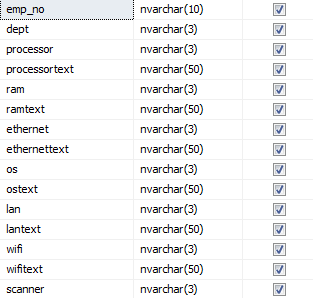 emp_no nvarchar(10)
dept nvarchar(3)
processor nvarchar(3)
processortext nvarchar(50)
ram nvarchar(3)
ramtext nvarchar(50)
ethernet nvarchar(3)
ethernettext nvarchar(50)
os nvarchar(3)
ostext nvarchar(50)
lan nvarchar(3)
lantext nvarchar(50)
wifi nvarchar(3)
wifitext nvarchar(50)
scanner nvarchar(3)